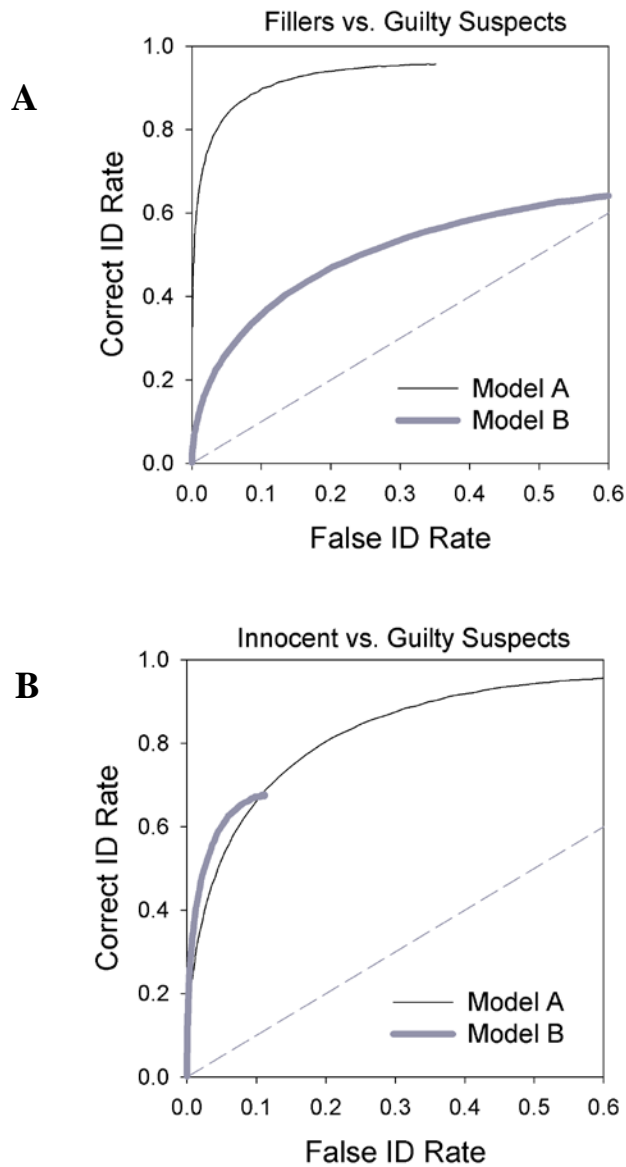 Fillers vs. Guilty Suspects
A
1.0
0.8
0.6
0.4
0.2
0.0
Correct ID Rate
Model A
Model B
0.0 0.1 0.2 0.3 0.4 0.5 0.6
False ID Rate
Innocent vs. Guilty Suspects
B
1.0
0.8
0.6
0.4
0.2
0.0
Correct ID Rate
Model A
Model B
0.0 0.1 0.2 0.3 0.4 0.5 0.6
False ID Rate